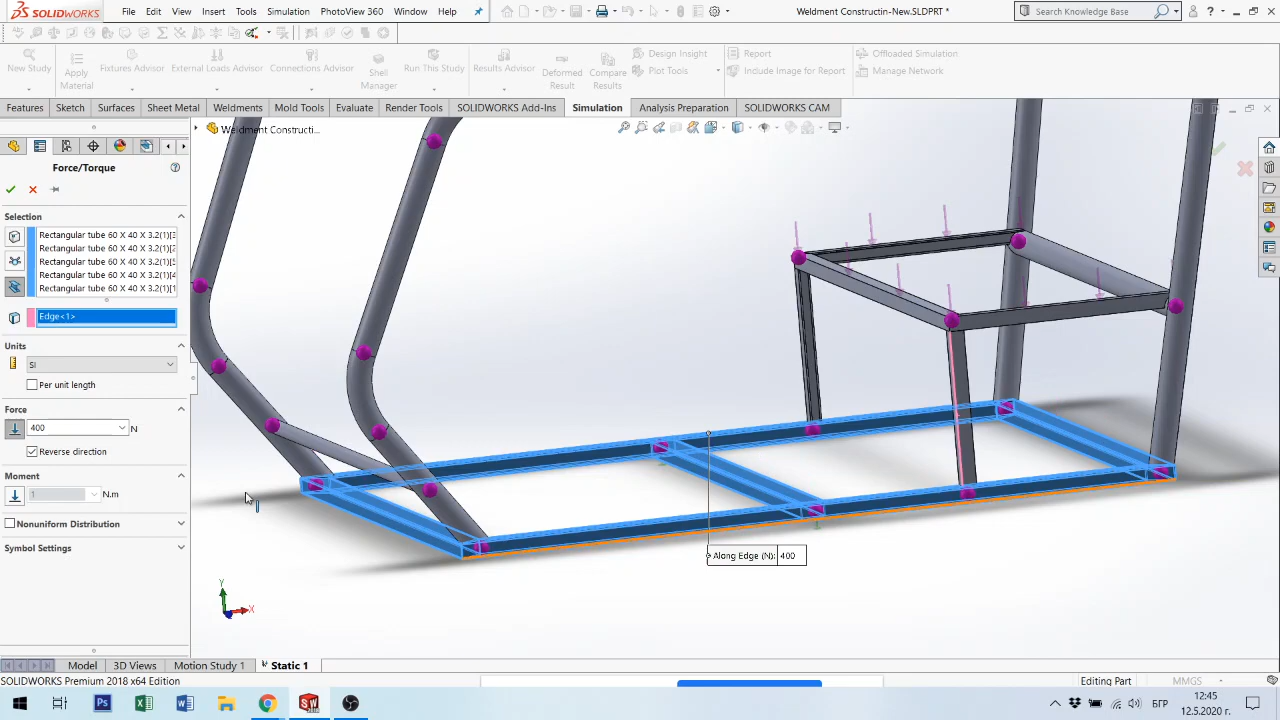 SOLIDWORKS File Edit View Insert Tools Simulation PhotoView 360 Window Help Weldment Constructin-New.SLDPRT * Search Knowledge Base
New Study Apply Material Fixtures Advisor External Loads Advisor Connections Advisor Shell Manager Run This Study Results Advisor Deformed Result Compare Results Design Insight Plot Tools Report Include Image for Report Offloaded Simulation Manage Network
Features Sketch Surfaces Sheet Metal Weldments Mold Tools Evaluate Render Tools SOLIDWORKS Add-Ins Simulation Analysis Preparation SOLIDWORKS CAM
Weldment Constructi...
Force/Torque
Selection
Rectangular tube 60 X 40 X 3.2(1)[
Rectangular tube 60 X 40 X 3.2(1)[2
Rectangular tube 60 X 40 X 3.2(1)[5
Rectangular tube 60 X 40 X 3.2(1)[4
Rectangular tube 60 X 40 X 3.2(1)[1
Edge<1>
Units
SI
Per unit length
Force
400 N
Reverse direction
Moment
1 N.m
Nonuniform Distribution
Symbol Settings
Along Edge (N): 400
Y
X
Model 3D Views Motion Study 1 Static 1
SOLIDWORKS Premium 2018 x64 Edition Editing Part MMGS
Ps БГР 12:45
12.5.2020 г.